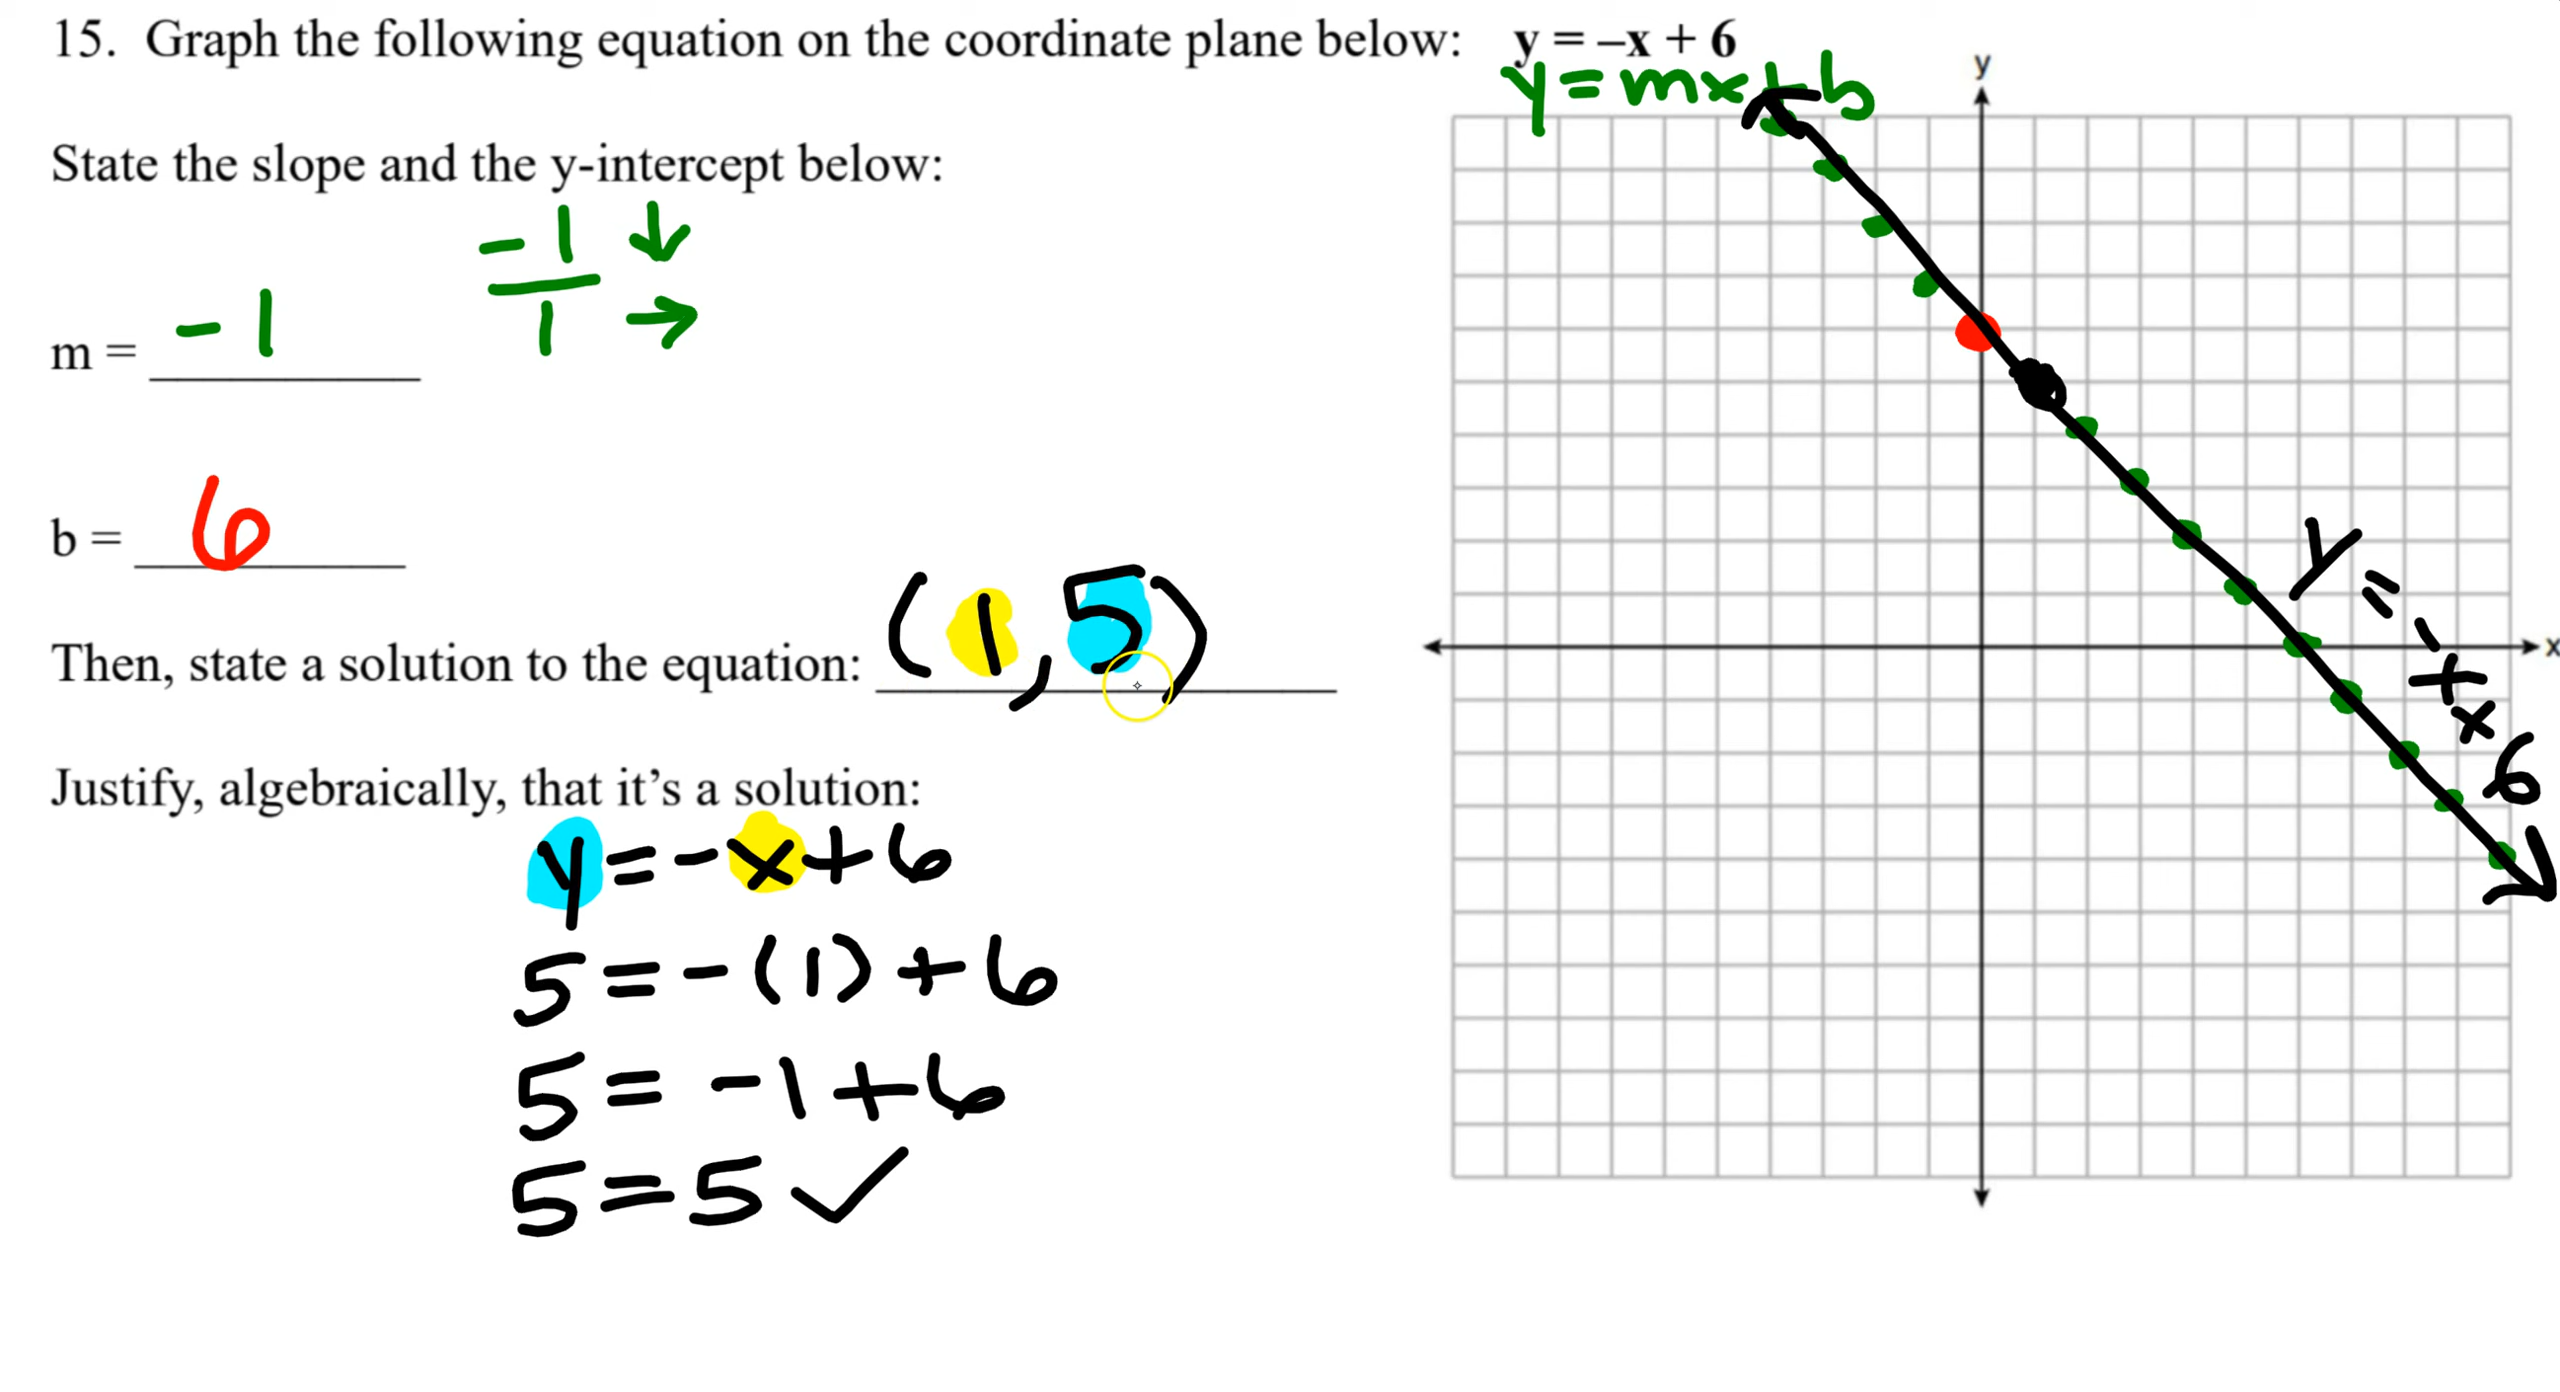 15. Graph the following equation on the coordinate plane below: y = –x + 6
y = mx + b
y
State the slope and the y-intercept below:
-1 ↓
1 →
m = -1
b = 6
Then, state a solution to the equation: (1, 5)
x
y = -x + 6
Justify, algebraically, that it's a solution:
y = -x + 6
5 = -(1) + 6
5 = -1 + 6
5 = 5 ✓